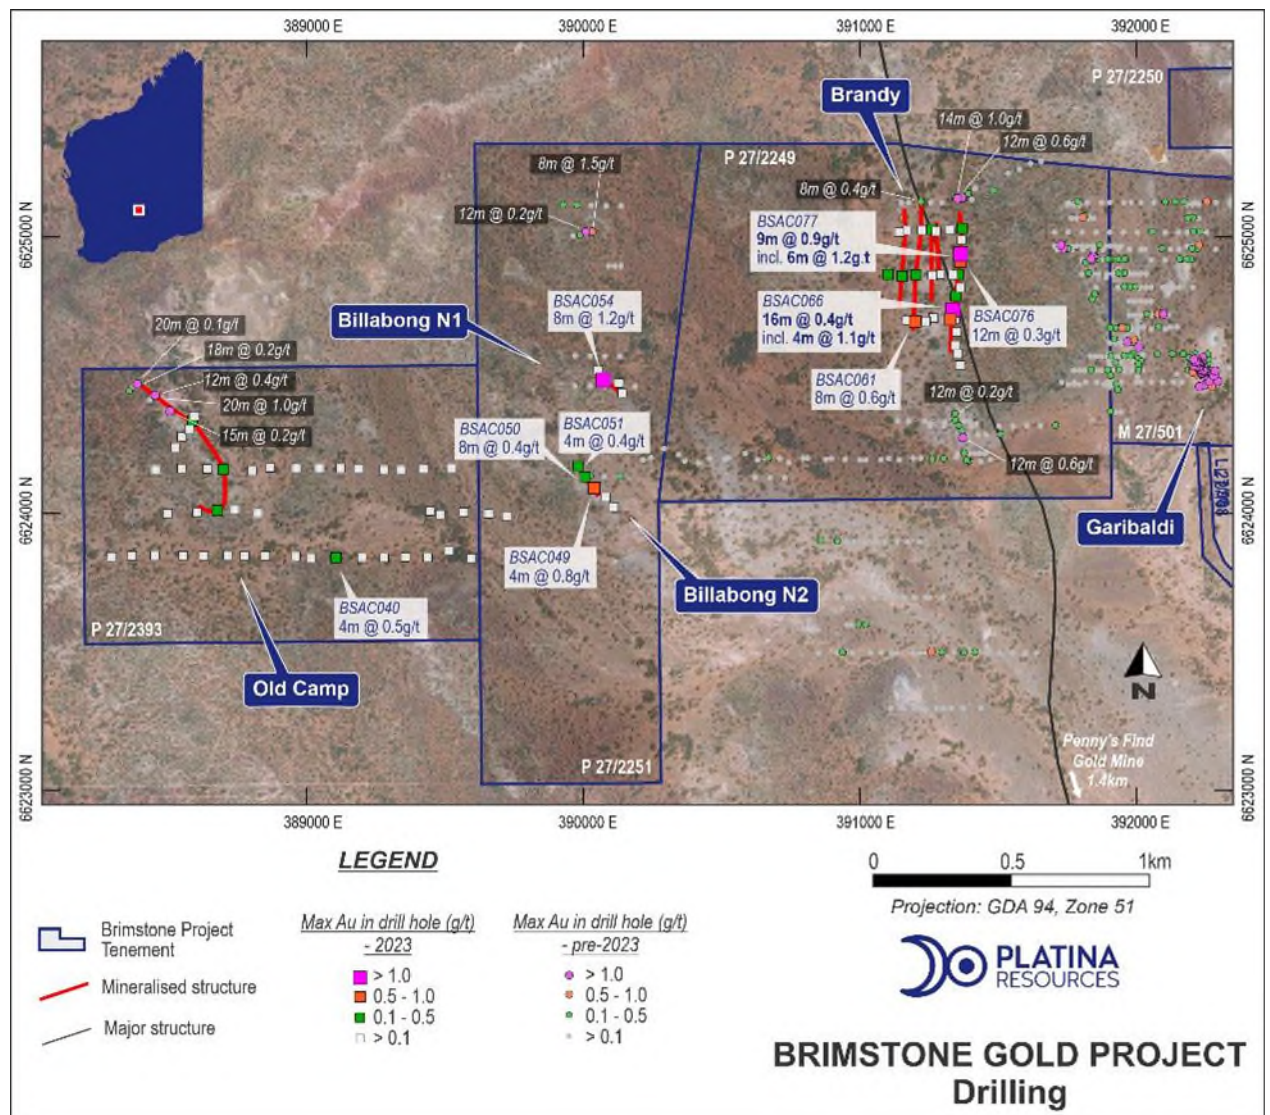 389000 E
390000 E
391000 E
392000 E
P 27/2250
Brandy
14m @ 1.0g/t
12m @ 0.6g/t
P 27/2249
8m @ 1.5g/t
8m @ 0.4g/t
12m @ 0.2g/t
BSAC077
9m @ 0.9g/t
incl. 6m @ 1.2g.t
6625000 N
6625000 N
BSAC054
8m @ 1.2g/t
BSAC066
16m @ 0.4g/t
incl. 4m @ 1.1g/t
BSAC076
12m @ 0.3g/t
Billabong N1
20m @ 0.1g/t
18m @ 0.2g/t
12m @ 0.4g/t
20m @ 1.0g/t
15m @ 0.2g/t
BSAC061
8m @ 0.6g/t
12m @ 0.2g/t
BSAC050
8m @ 0.4g/t
BSAC051
4m @ 0.4g/t
M 27/501
12m @ 0.6g/t
6624000 N
6624000 N
Garibaldi
BSAC049
4m @ 0.8g/t
Billabong N2
BSAC040
4m @ 0.5g/t
P 27/2393
Old Camp
N
P 27/2251
Penny's Find
Gold Mine
1.4km
6623000 N
6623000 N
389000 E
390000 E
391000 E
392000 E
LEGEND
Brimstone Project
Tenement
Mineralised structure
Major structure
Max Au in drill hole (g/t)
- 2023
> 1.0
0.5 - 1.0
0.1 - 0.5
> 0.1
Max Au in drill hole (g/t)
- pre-2023
> 1.0
0.5 - 1.0
0.1 - 0.5
> 0.1
0
0.5
1km
Projection: GDA 94, Zone 51
PLATINA
RESOURCES
BRIMSTONE GOLD PROJECT
Drilling